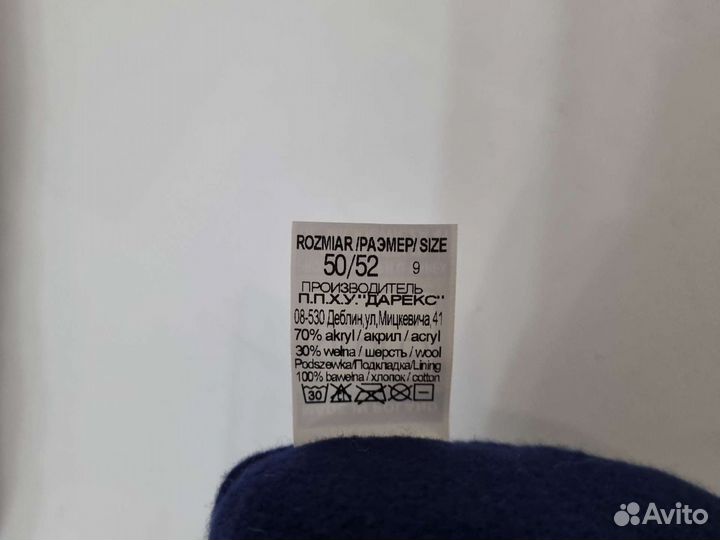 ROZMIAR /РАЭМЕР/ SIZE
50/52 9
ПРОИЗВОДИТЕЛЬ
П.П.Х.У."ДАРЕКС"
08-530 Деблин,ул,Мицкевича,41
70% akryl / акрил / acryl
30% wełna / шерсть / wool
Podszewka/Подкладка/Lining
100% bawełna / хлопок / cotton
30
Avito